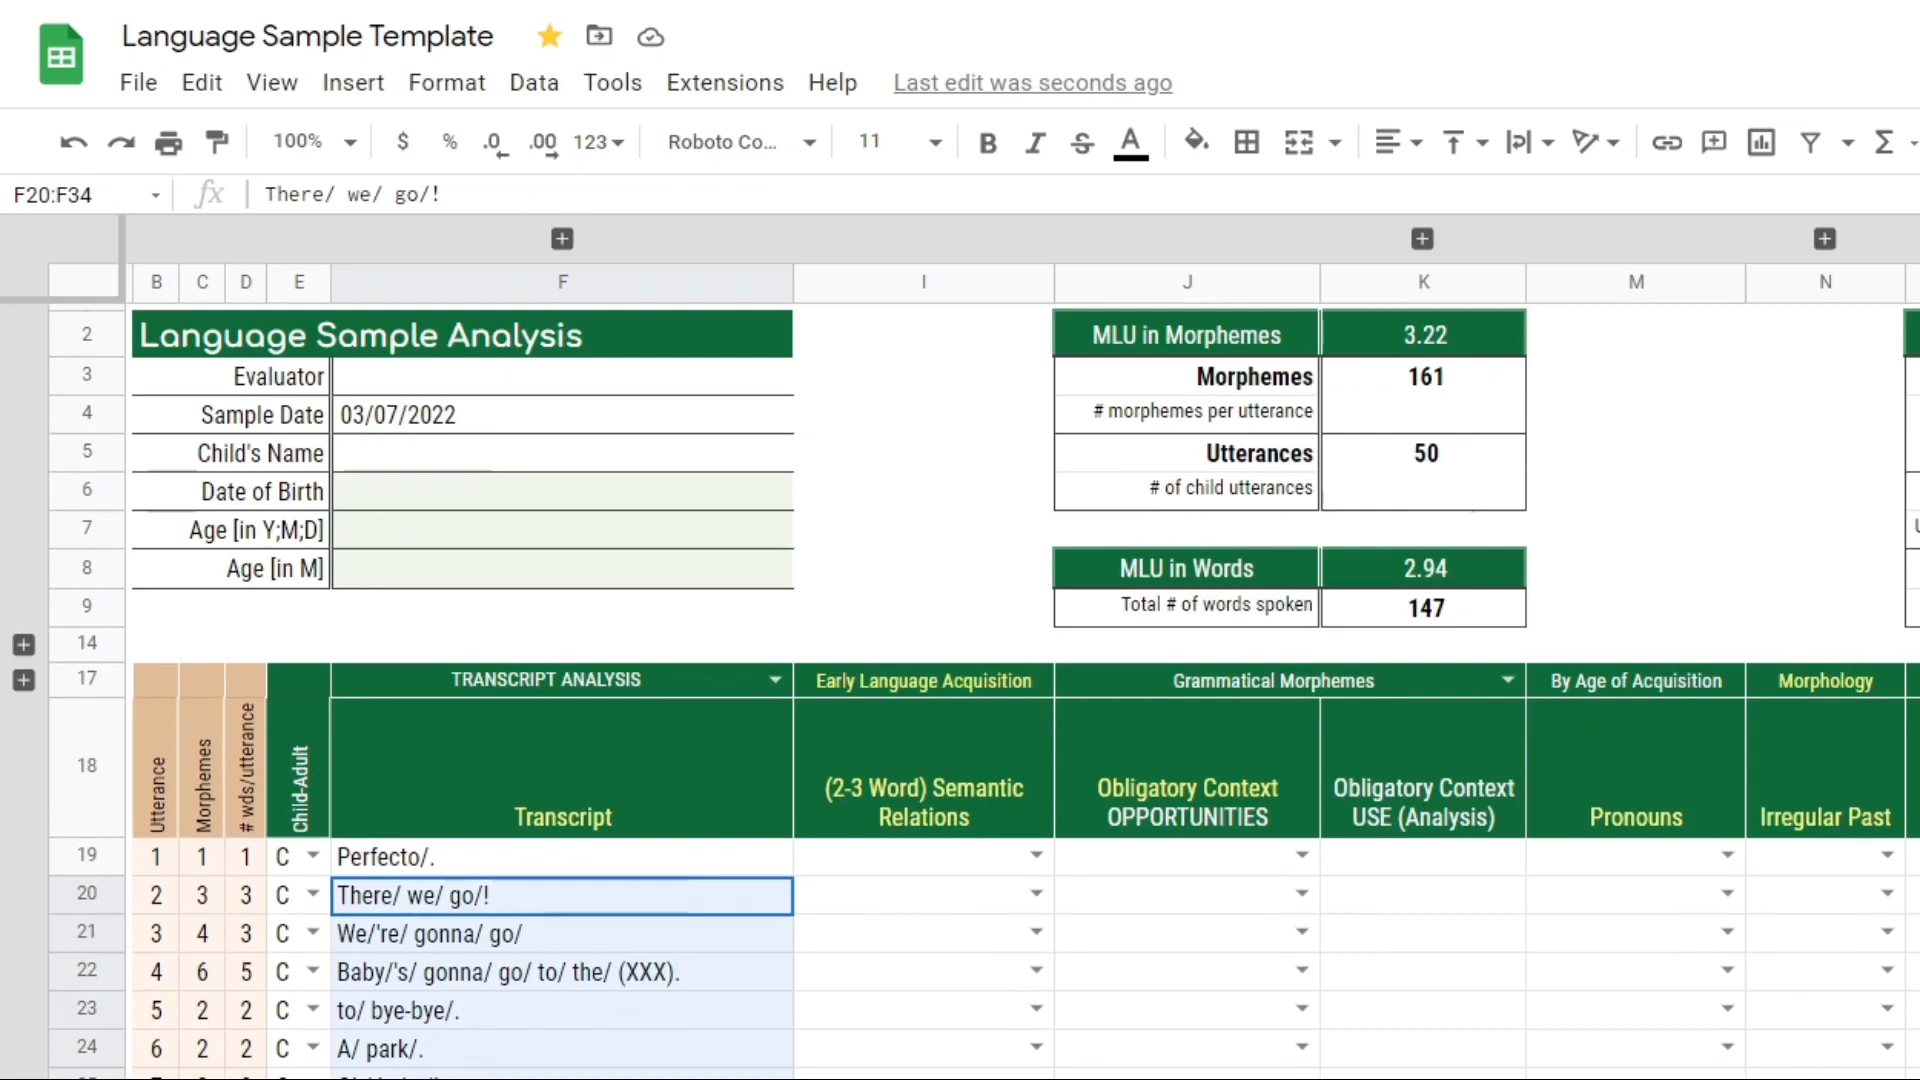 Language Sample Template
File Edit View Insert Format Data Tools Extensions Help Last edit was seconds ago
100% $ % .0 .00 123 Roboto Co... 11 B I S A
F20:F34 fx There/ we/ go/!
B C D E F I J K M N
2 Language Sample Analysis MLU in Morphemes 3.22
3 Evaluator Morphemes 161
4 Sample Date 03/07/2022 # morphemes per utterance
5 Child's Name Utterances 50
6 Date of Birth # of child utterances
7 Age [in Y;M;D]
8 Age [in M] MLU in Words 2.94
9 Total # of words spoken 147
14
17 TRANSCRIPT ANALYSIS Early Language Acquisition Grammatical Morphemes By Age of Acquisition Morphology
18 Utterance Morphemes # wds/utterance Child-Adult Transcript (2-3 Word) Semantic Relations Obligatory Context OPPORTUNITIES Obligatory Context USE (Analysis) Pronouns Irregular Past
19 1 1 1 C Perfecto/.
20 2 3 3 C There/ we/ go/!
21 3 4 3 C We/'re/ gonna/ go/
22 4 6 5 C Baby/'s/ gonna/ go/ to/ the/ (XXX).
23 5 2 2 C to/ bye-bye/.
24 6 2 2 C A/ park/.